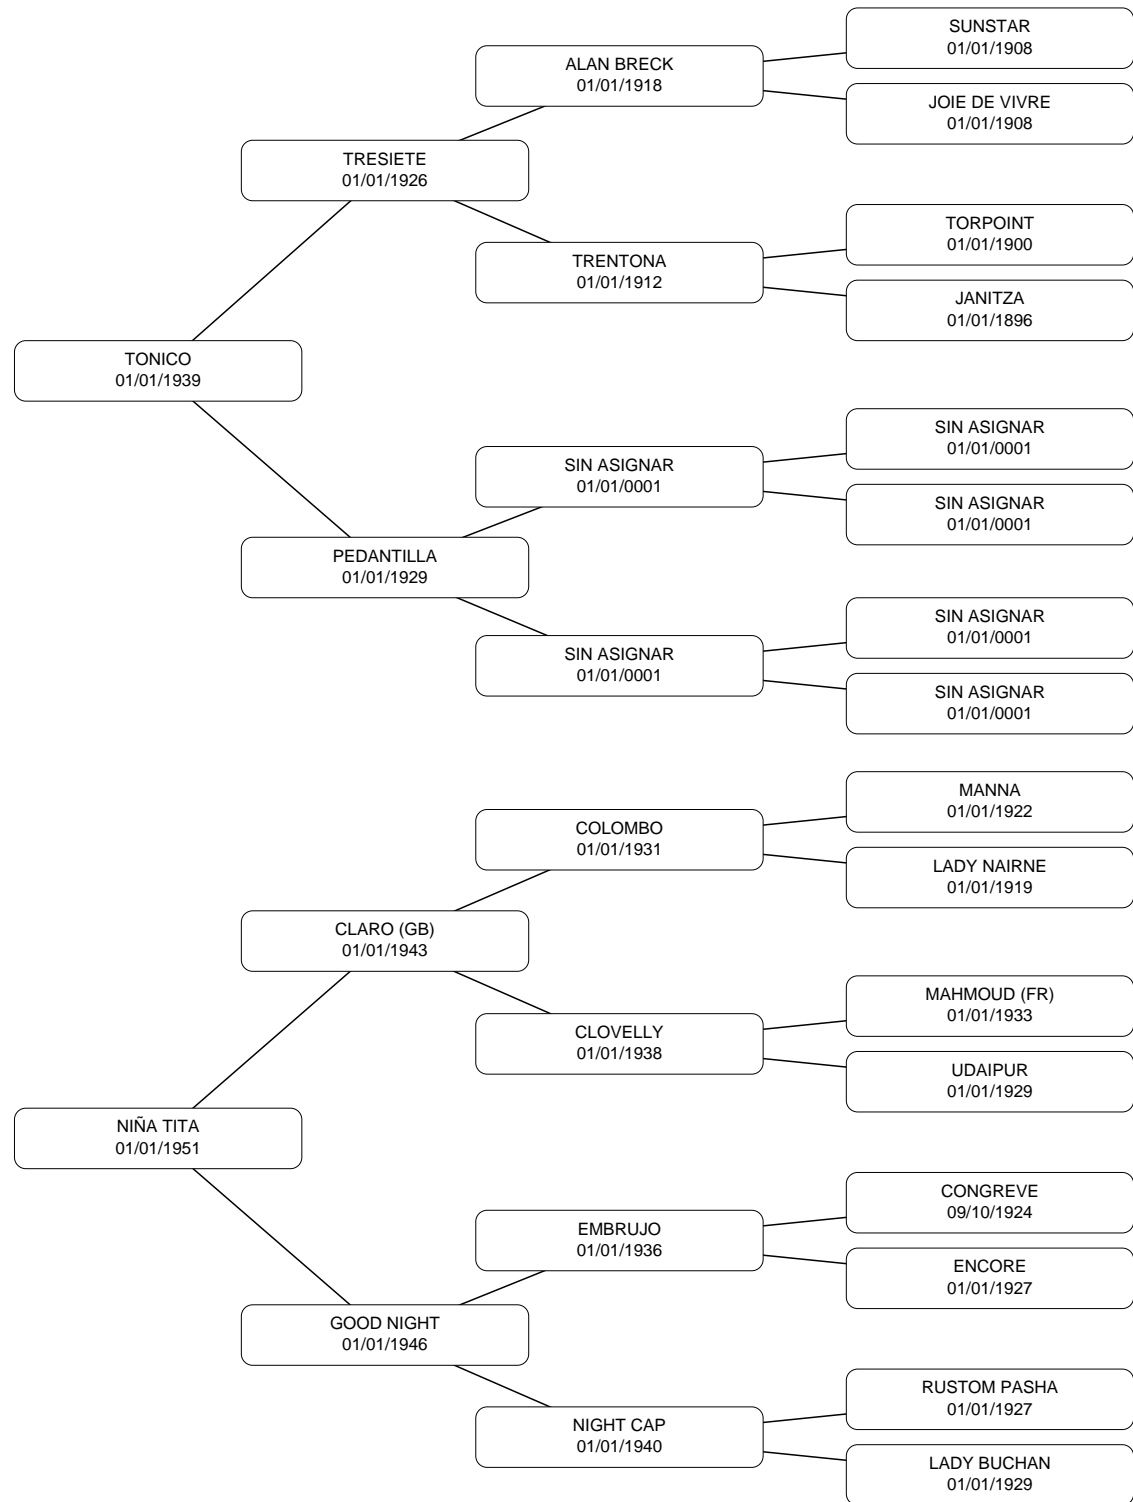 SUNSTAR
01/01/1908
ALAN BRECK
01/01/1918
JOIE DE VIVRE
01/01/1908
TRESIETE
01/01/1926
TORPOINT
01/01/1900
TRENTONA
01/01/1912
JANITZA
01/01/1896
TONICO
01/01/1939
SIN ASIGNAR
01/01/0001
SIN ASIGNAR
01/01/0001
SIN ASIGNAR
01/01/0001
PEDANTILLA
01/01/1929
SIN ASIGNAR
01/01/0001
SIN ASIGNAR
01/01/0001
SIN ASIGNAR
01/01/0001
MANNA
01/01/1922
COLOMBO
01/01/1931
LADY NAIRNE
01/01/1919
CLARO (GB)
01/01/1943
MAHMOUD (FR)
01/01/1933
CLOVELLY
01/01/1938
UDAIPUR
01/01/1929
NIÑA TITA
01/01/1951
CONGREVE
09/10/1924
EMBRUJO
01/01/1936
ENCORE
01/01/1927
GOOD NIGHT
01/01/1946
RUSTOM PASHA
01/01/1927
NIGHT CAP
01/01/1940
LADY BUCHAN
01/01/1929